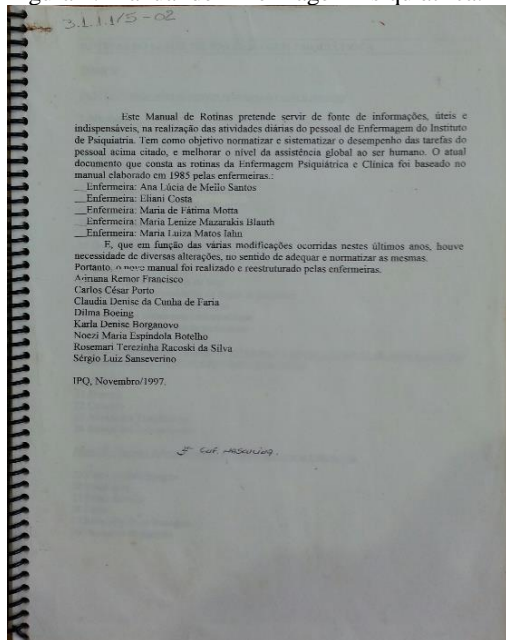 3.1.1.1/5-02
Este Manual de Rotinas pretende servir de fonte de informações, úteis e
indispensáveis, na realização das atividades diárias do pessoal de Enfermagem do Instituto
de Psiquiatria. Tem como objetivo normatizar e sistematizar o desempenho das tarefas do
pessoal acima citado, e melhorar o nível da assistência global ao ser humano. O atual
documento que consta as rotinas da Enfermagem Psiquiátrica e Clínica foi baseado no
manual elaborado em 1985 pelas enfermeiras.:
__Enfermeira: Ana Lúcia de Mello Santos
__Enfermeira: Eliani Costa
__Enfermeira: Maria de Fátima Motta
__Enfermeira: Maria Lenize Mazarakis Blauth
__Enfermeira: Maria Luiza Matos Jahn
E, que em função das várias modificações ocorridas nestes últimos anos, houve
necessidade de diversas alterações, no sentido de adequar e normatizar as mesmas.
Portanto, o novo manual foi realizado e reestruturado pelas enfermeiras.
Adriana Remor Francisco
Carlos César Porto
Claudia Denise da Cunha de Faria
Dilma Boeing
Karla Denise Borganovo
Noezi Maria Espíndola Botelho
Rosemari Terezinha Racoski da Silva
Sérgio Luiz Sanseverino
IPQ, Novembro/1997.
Masculina.